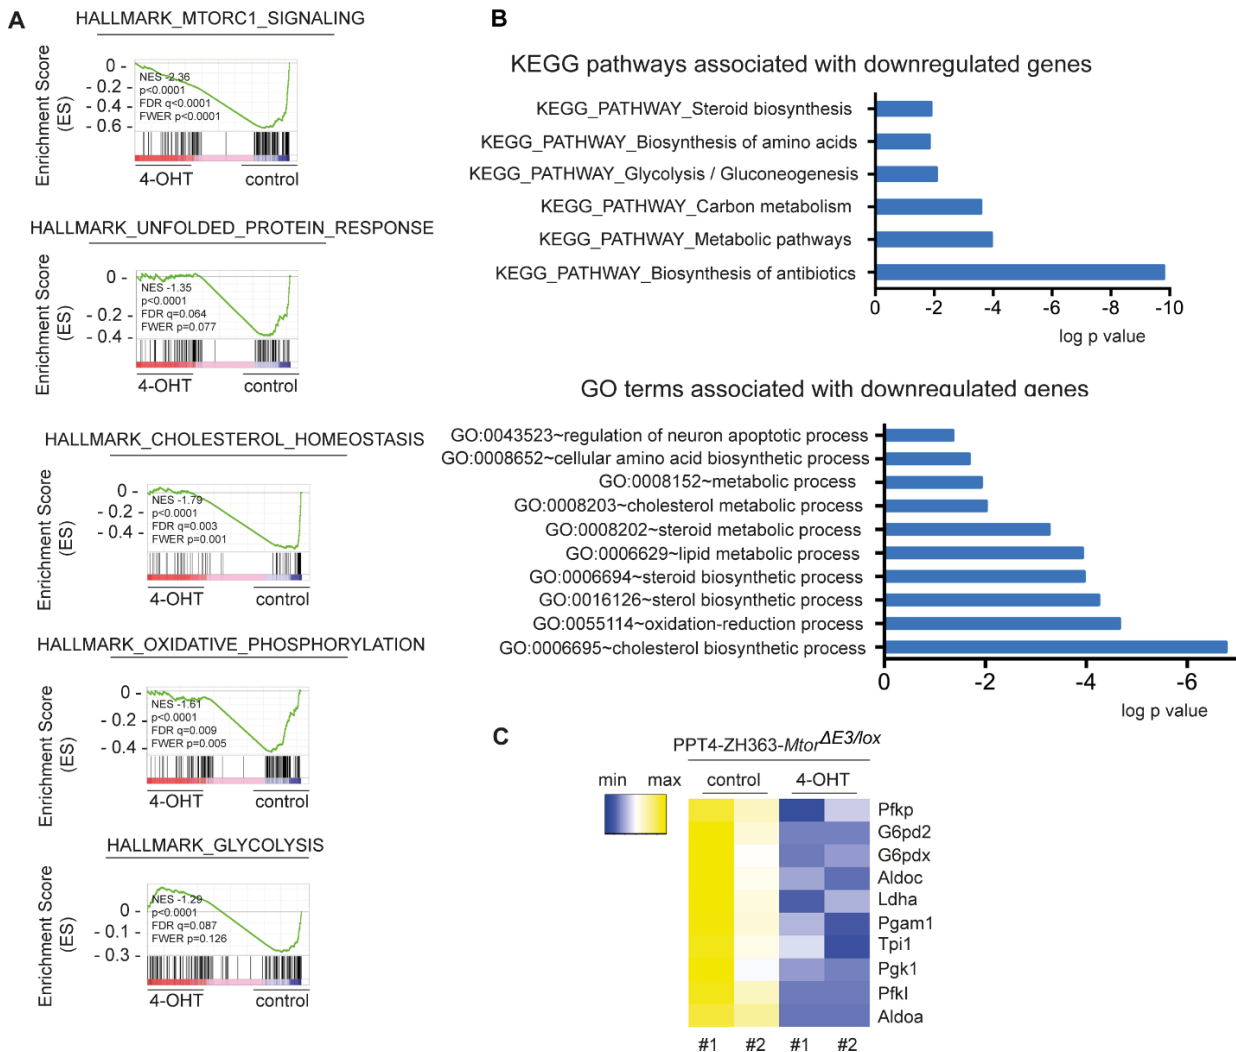 A
HALLMARK_MTORC1_SIGNALING
Enrichment Score
(ES)
0 -
- 0.2 -
- 0.4 -
- 0.6 -
NES -2.36
p<0.0001
FDR q<0.0001
FWER p<0.0001
4-OHT
control
HALLMARK_UNFOLDED_PROTEIN_RESPONSE
Enrichment Score
(ES)
0 -
- 0.2 -
- 0.4 -
NES -1.35
p<0.0001
FDR q=0.064
FWER p=0.077
4-OHT
control
HALLMARK_CHOLESTEROL_HOMEOSTASIS
Enrichment Score
(ES)
0 -
- 0.2 -
- 0.4 -
NES -1.79
p<0.0001
FDR q=0.003
FWER p=0.001
4-OHT
control
HALLMARK_OXIDATIVE_PHOSPHORYLATION
Enrichment Score
(ES)
0 -
- 0.2 -
- 0.4 -
NES -1.61
p<0.0001
FDR q=0.009
FWER p=0.005
4-OHT
control
HALLMARK_GLYCOLYSIS
Enrichment Score
(ES)
0 -
- 0.1 -
- 0.3 -
NES -1.29
p<0.0001
FDR q=0.087
FWER p=0.126
4-OHT
control
B
KEGG pathways associated with downregulated genes
KEGG_PATHWAY_Steroid biosynthesis
KEGG_PATHWAY_Biosynthesis of amino acids
KEGG_PATHWAY_Glycolysis / Gluconeogenesis
KEGG_PATHWAY_Carbon metabolism
KEGG_PATHWAY_Metabolic pathways
KEGG_PATHWAY_Biosynthesis of antibiotics
0 -2 -4 -6 -8 -10
log p value
GO terms associated with downregulated genes
GO:0043523~regulation of neuron apoptotic process
GO:0008652~cellular amino acid biosynthetic process
GO:0008152~metabolic process
GO:0008203~cholesterol metabolic process
GO:0008202~steroid metabolic process
GO:0006629~lipid metabolic process
GO:0006694~steroid biosynthetic process
GO:0016126~sterol biosynthetic process
GO:0055114~oxidation-reduction process
GO:0006695~cholesterol biosynthetic process
0 -2 -4 -6
log p value
C
PPT4-ZH363-Mtor ΔE3/lox
min max
control 4-OHT
Pfkp
G6pd2
G6pdx
Aldoc
Ldha
Pgam1
Tpi1
Pgk1
Pfkl
Aldoa
#1 #2 #1 #2